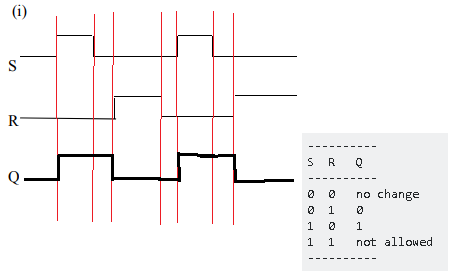 (i)
S
R
Q
----------
S R Q
----------
0 0 no change
0 1 0
1 0 1
1 1 not allowed
----------